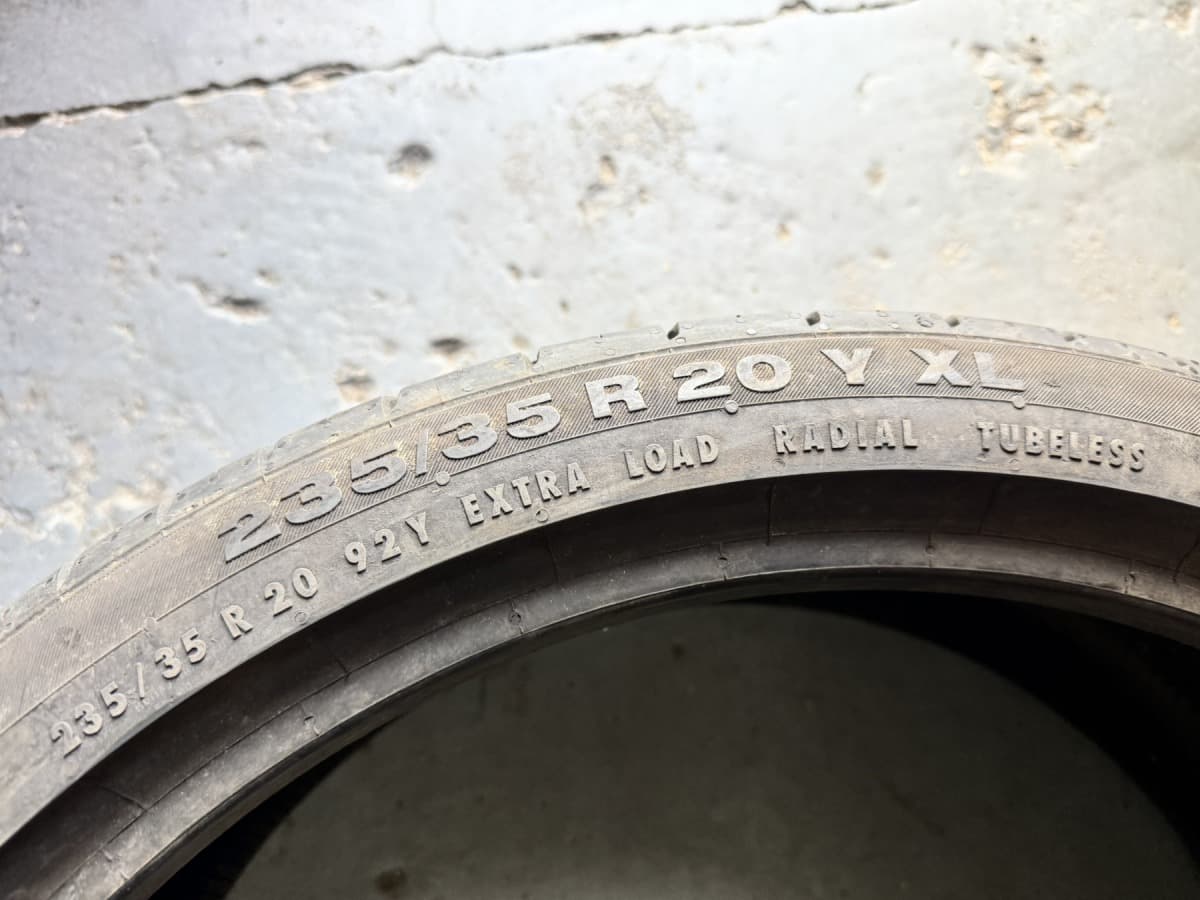 235/35 R 20 Y XL
235/35 R 20 92Y EXTRA LOAD RADIAL TUBELESS